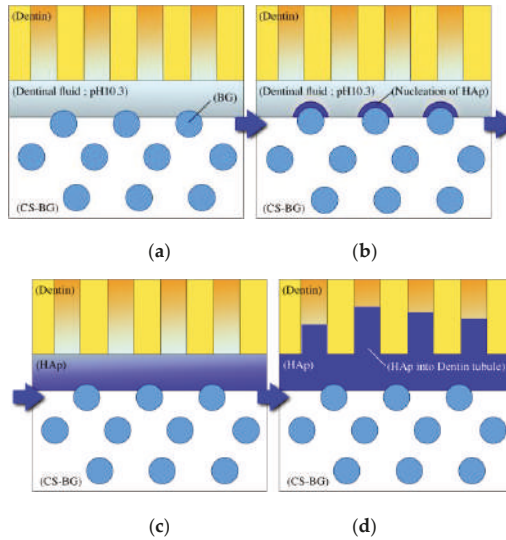 (Dentin)
(Dentinal fluid ; pH10.3)
(BG)
(CS-BG)
(a)
(Dentin)
(Dentinal fluid ; pH10.3)
(Nucleation of HAp)
(CS-BG)
(b)
(Dentin)
(HAp)
(CS-BG)
(c)
(Dentin)
(HAp)
(HAp into Dentin tubule)
(CS-BG)
(d)